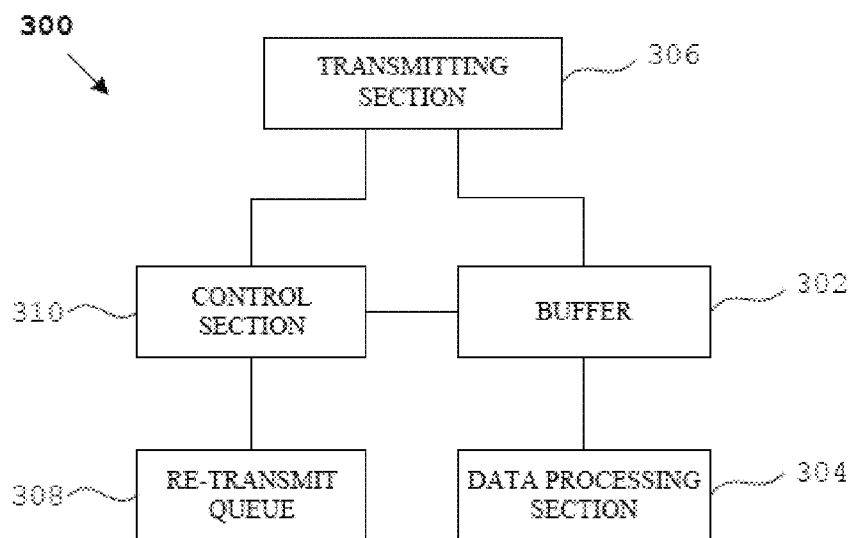 300
TRANSMITTING
SECTION
306
310
CONTROL
SECTION
BUFFER
302
308
RE-TRANSMIT
QUEUE
DATA PROCESSING
SECTION
304